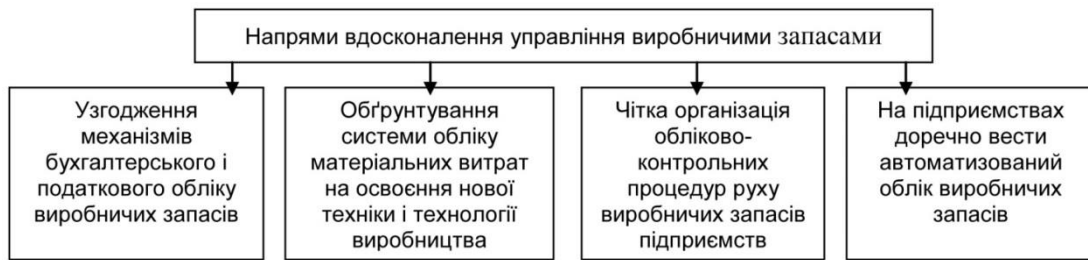 Напрями вдосконалення управління виробничими запасами
Узгодження
механізмів
бухгалтерського і
податкового обліку
виробничих запасів
Обґрунтування
системи обліку
матеріальних витрат
на освоєння нової
техніки і технології
виробництва
Чітка організація
обліково-
контрольних
процедур руху
виробничих запасів
підприємств
На підприємствах
доречно вести
автоматизований
облік виробничих
запасів